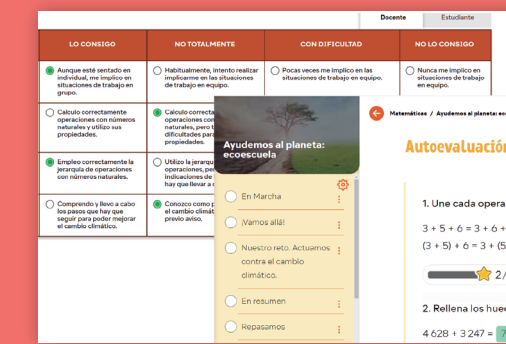 Docente Estudiante
LO CONSIGO NO TOTALMENTE CON DIFICULTAD NO LO CONSIGO
Aunque esté sentado en
individual, me implico en
situaciones de trabajo en
grupo.
Habitualmente, intento realizar
implicarme en las situaciones
de trabajo en equipo.
Pocas veces me implico en las
situaciones de trabajo en equipo.
Nunca me implico en
situaciones de trabajo
en equipo.
Calculo correctamente
operaciones con números
naturales y utilizo sus
propiedades.
Calculo correcta
operaciones con
naturales, pero t
dificultades par
propiedades.
Empleo correctamente la
jerarquía de operaciones
con números naturales.
Utilizo la jerarqu
operaciones, pe
indicaciones de
hay que llevar a
Comprendo y llevo a cabo
los pasos que hay que
seguir para poder mejorar
el cambio climático.
Conozco como p
el cambio climát
previo aviso.
Ayudemos al planeta:
ecoescuela
En Marcha
¡Vamos allá!
Nuestro reto. Actuamos
contra el cambio
climático.
En resumen
Repasamos
Matemáticas / Ayudemos al planeta: eco
Autoevaluación
1. Une cada opera
3 + 5 + 6 = 3 + 6 +
(3 + 5) + 6 = 3 + (5
2/
2. Rellena los hue
4 628 + 3 247 = 7